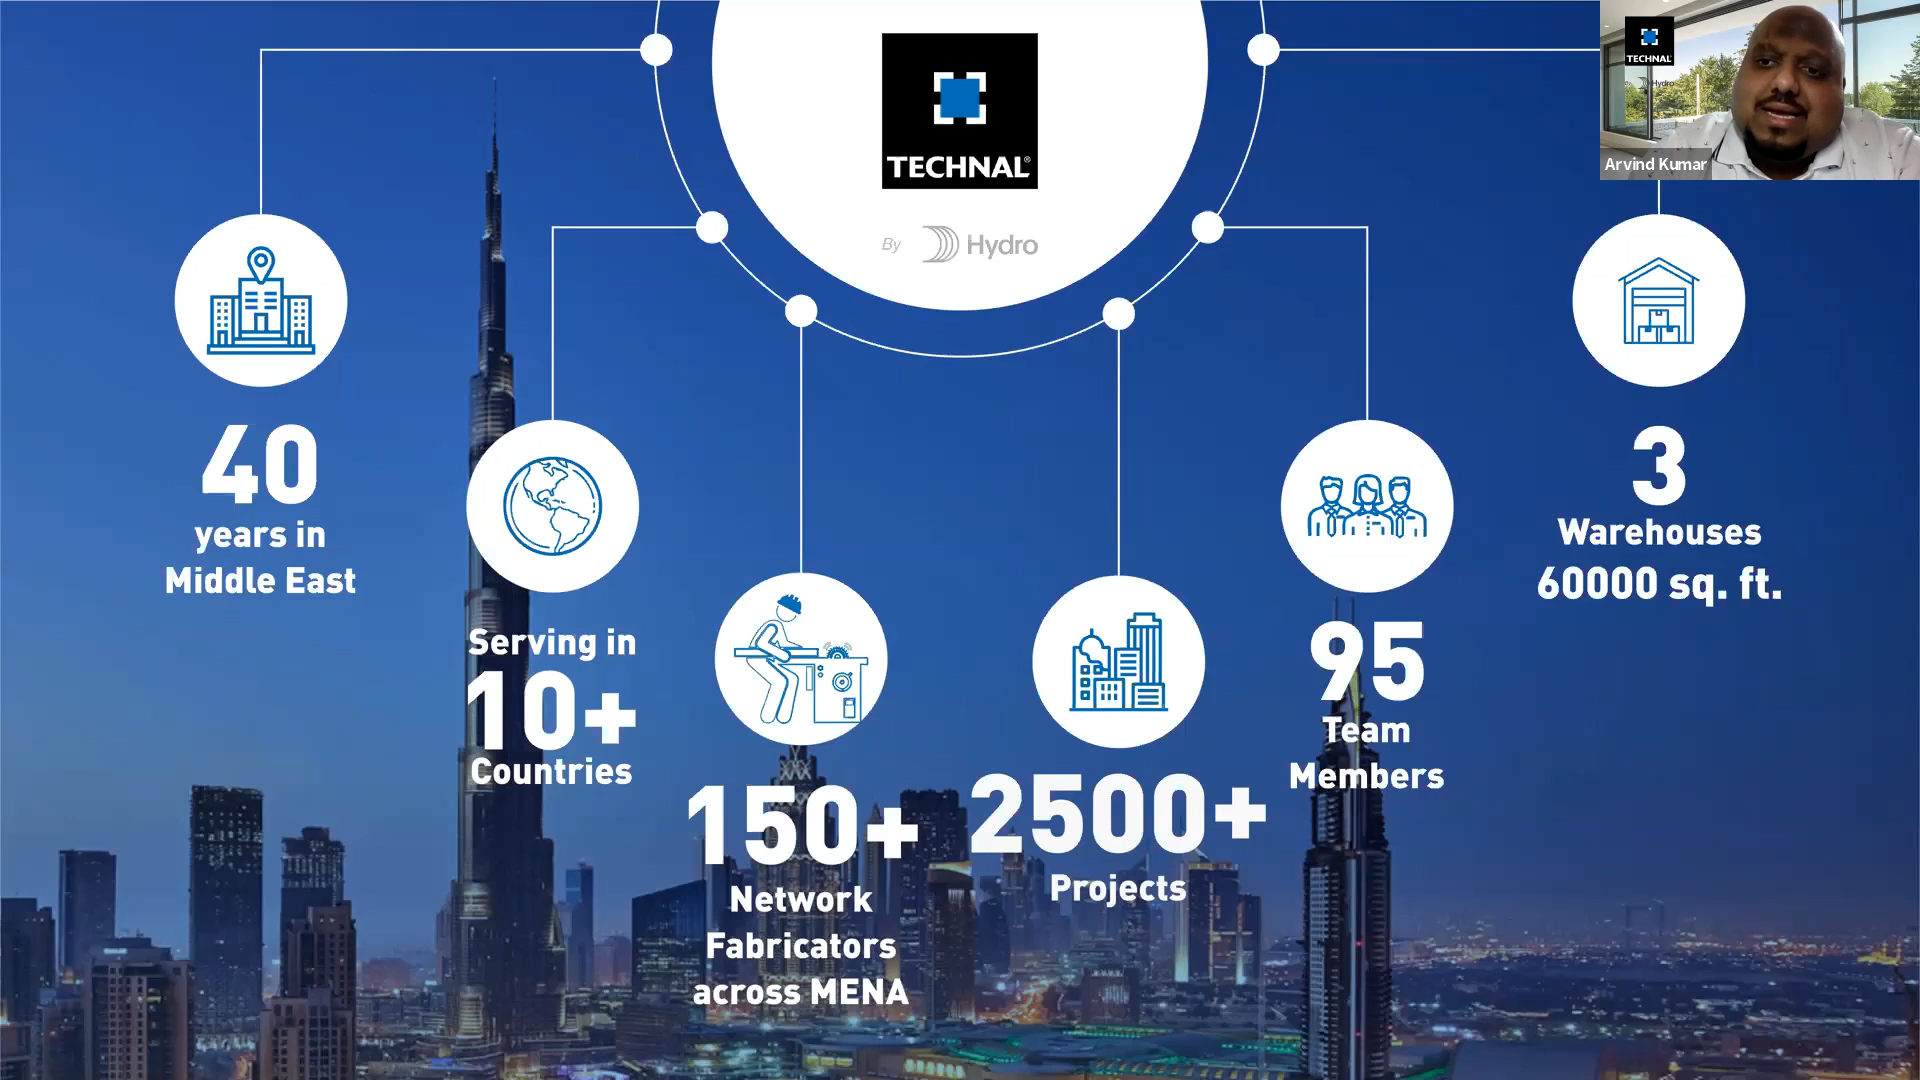 TECHNAL®
By Hydro
TECHNAL
Hydro
Arvind Kumar
40
years in
Middle East
Serving in
10+
Countries
150+
Network
Fabricators
across MENA
2500+
Projects
95
Team
Members
3
Warehouses
60000 sq. ft.